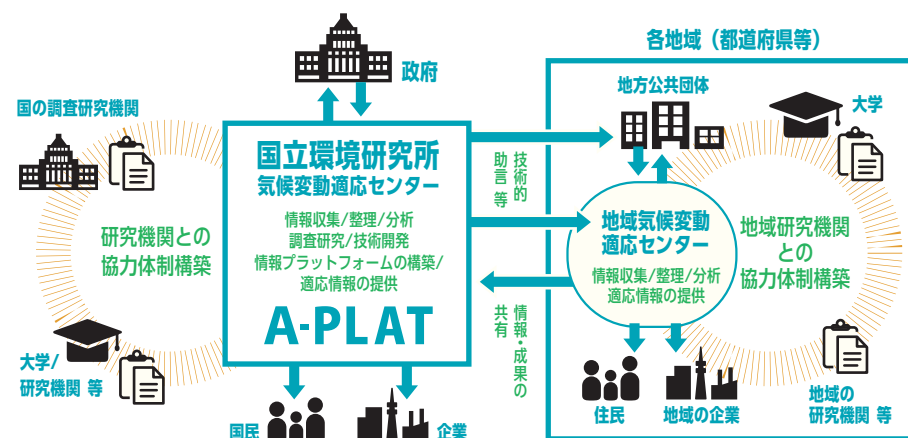 政府
国の調査研究機関
国立環境研究所
気候変動適応センター
情報収集/整理/分析
調査研究/技術開発
情報プラットフォームの構築/
適応情報の提供
A-PLAT
研究機関との
協力体制構築
大学/
研究機関 等
国民
企業
技術的
助言 等
情報・成果の
共有
各地域（都道府県等）
地方公共団体
大学
地域気候変動
適応センター
情報収集/整理/分析
適応情報の提供
地域研究機関
との
協力体制構築
住民
地域の企業
地域の
研究機関 等